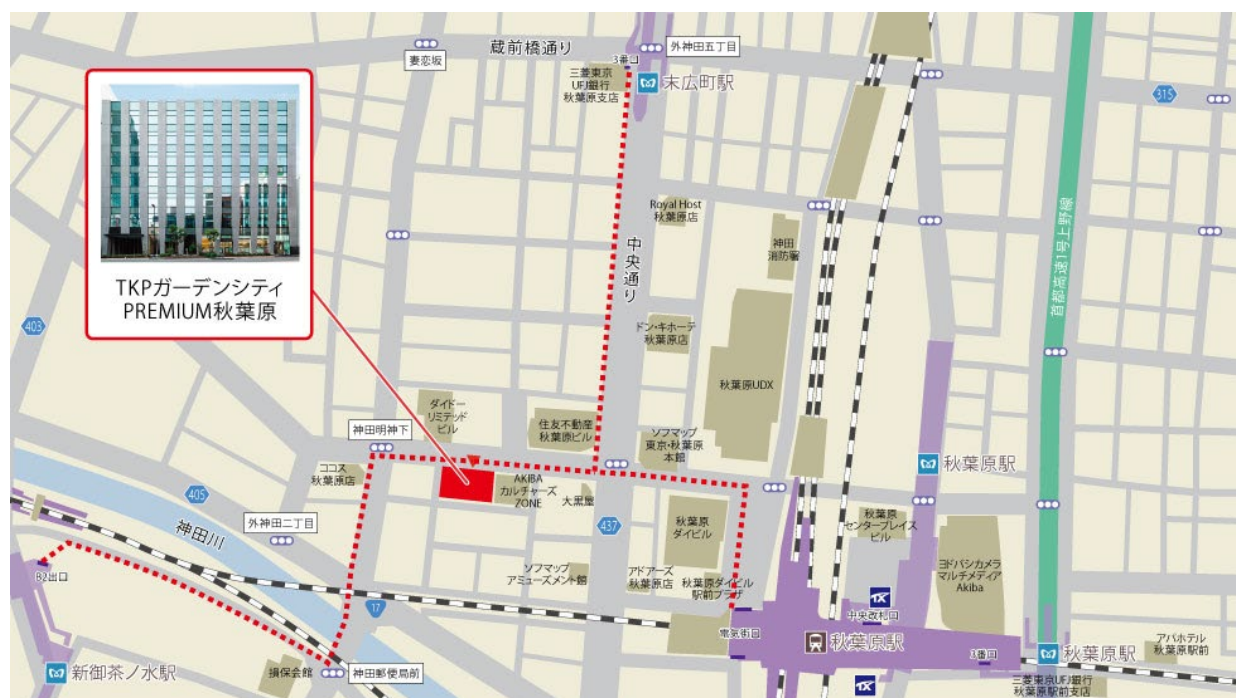 蔵前橋通り
外神田五丁目
妻恋坂
3番口
三菱東京
UFJ銀行
秋葉原支店
末広町駅
315
TKPガーデンシティ
PREMIUM秋葉原
Royal Host
秋葉原店
中央通り
神田
消防署
首都高速1号上野線
403
ドン・キホーテ
秋葉原店
秋葉原UDX
ダイドー
リミテッド
ビル
住友不動産
秋葉原ビル
神田明神下
ソフマップ
東京・秋葉原
本館
秋葉原駅
ココス
秋葉原店
AKIBA
カルチャーズ
ZONE
大黒屋
405
神田川
外神田二丁目
437
秋葉原
ダイビル
秋葉原
センタープレイス
ビル
ヨドバシカメラ
マルチメディア
Akiba
B2出口
ソフマップ
アミューズメント館
アドアーズ
秋葉原店
秋葉原ダイビル
駅前プラザ
17
TX
中央改札口
電気街口
秋葉原駅
3番口
秋葉原駅
アパホテル
秋葉原駅前
新御茶ノ水駅
損保会館
神田郵便局前
TX
三菱東京UFJ銀行
秋葉原駅前支店